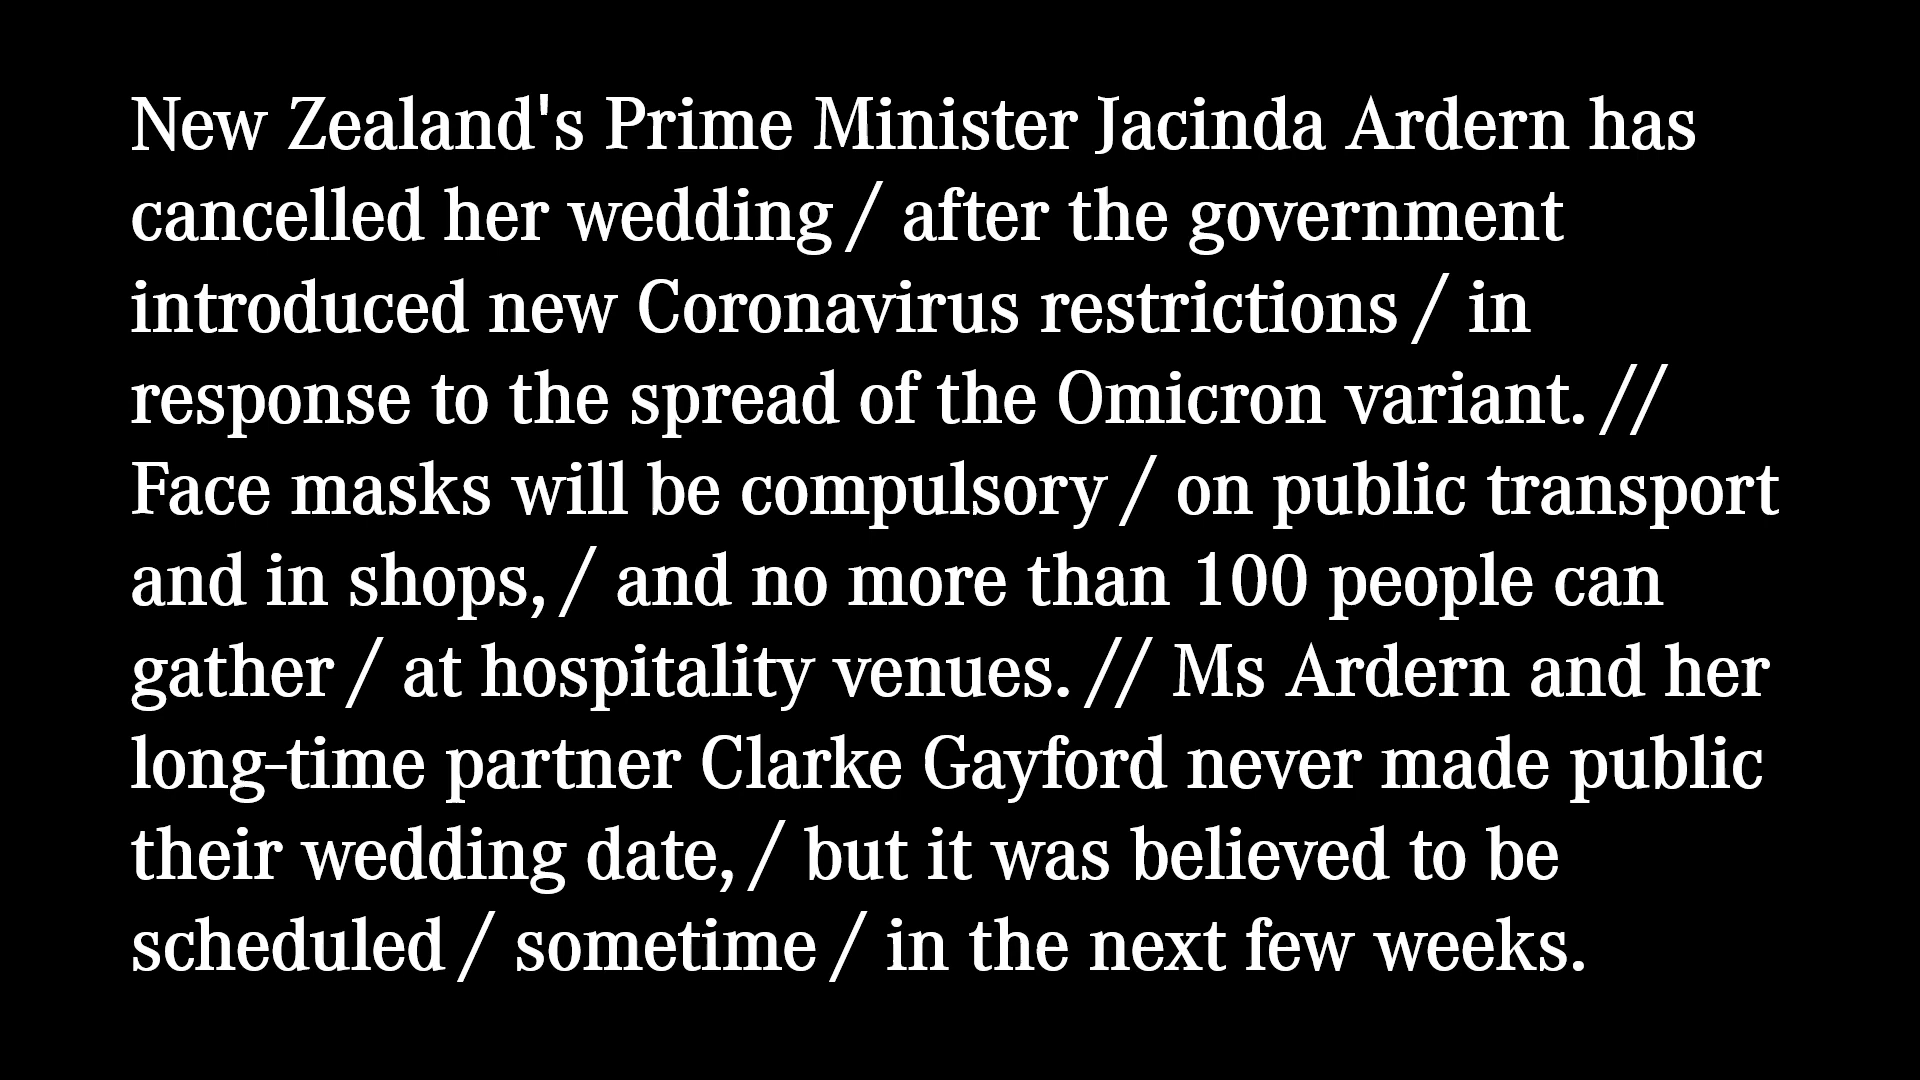 New Zealand's Prime Minister Jacinda Ardern has
cancelled her wedding / after the government
introduced new Coronavirus restrictions / in
response to the spread of the Omicron variant. //
Face masks will be compulsory / on public transport
and in shops, / and no more than 100 people can
gather / at hospitality venues. // Ms Ardern and her
long-time partner Clarke Gayford never made public
their wedding date, / but it was believed to be
scheduled / sometime / in the next few weeks.